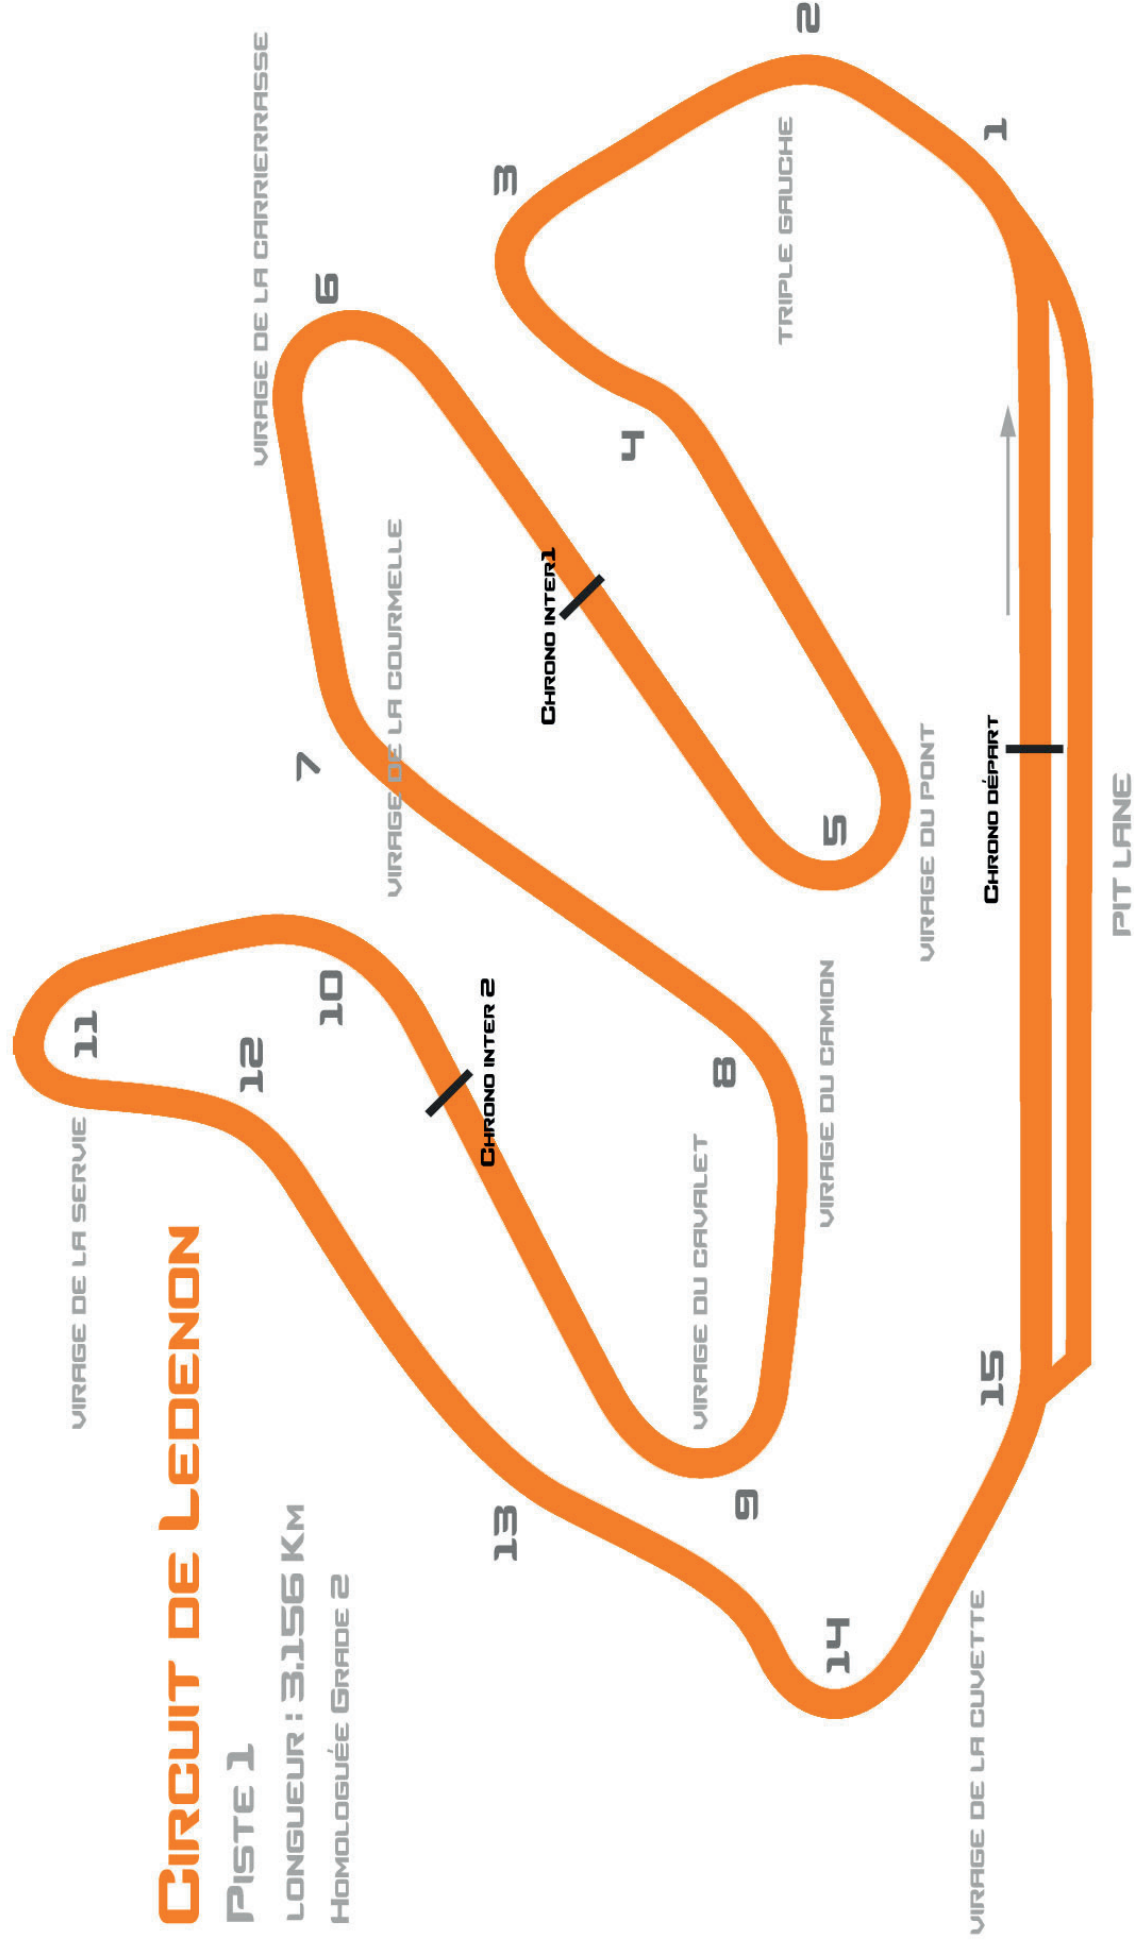 Circuit de Ledenon
Piste 1
Longueur : 3.156 Km
Homologuée Grade 2
Virage de la Servie
11
12
10
Virage de la Carrierrasse
6
7
Virage de la Courmelle
Chrono inter 2
Chrono inter1
3
4
13
Virage du Cavalet
9
8
Virage du Camion
Triple Gauche
2
14
5
Virage du Pont
Virage de la Cuvette
15
Chrono départ
1
Pit Lane